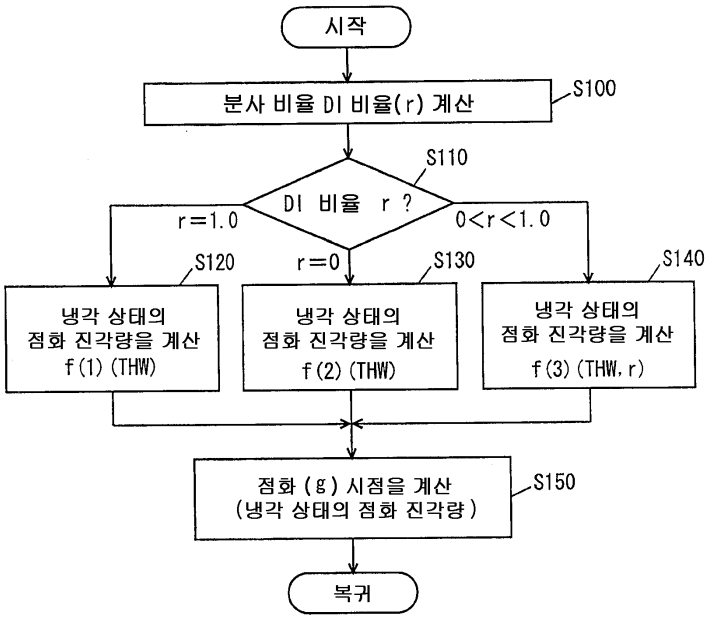 시작
분사 비율 DI 비율(r) 계산
S100
S110
DI 비율 r ?
r=1.0
r=0
0<r<1.0
S120
냉각 상태의
점화 진각량을 계산
f(1)(THW)
S130
냉각 상태의
점화 진각량을 계산
f(2)(THW)
S140
냉각 상태의
점화 진각량을 계산
f(3)(THW, r)
점화 (g) 시점을 계산
(냉각 상태의 점화 진각량)
S150
복귀